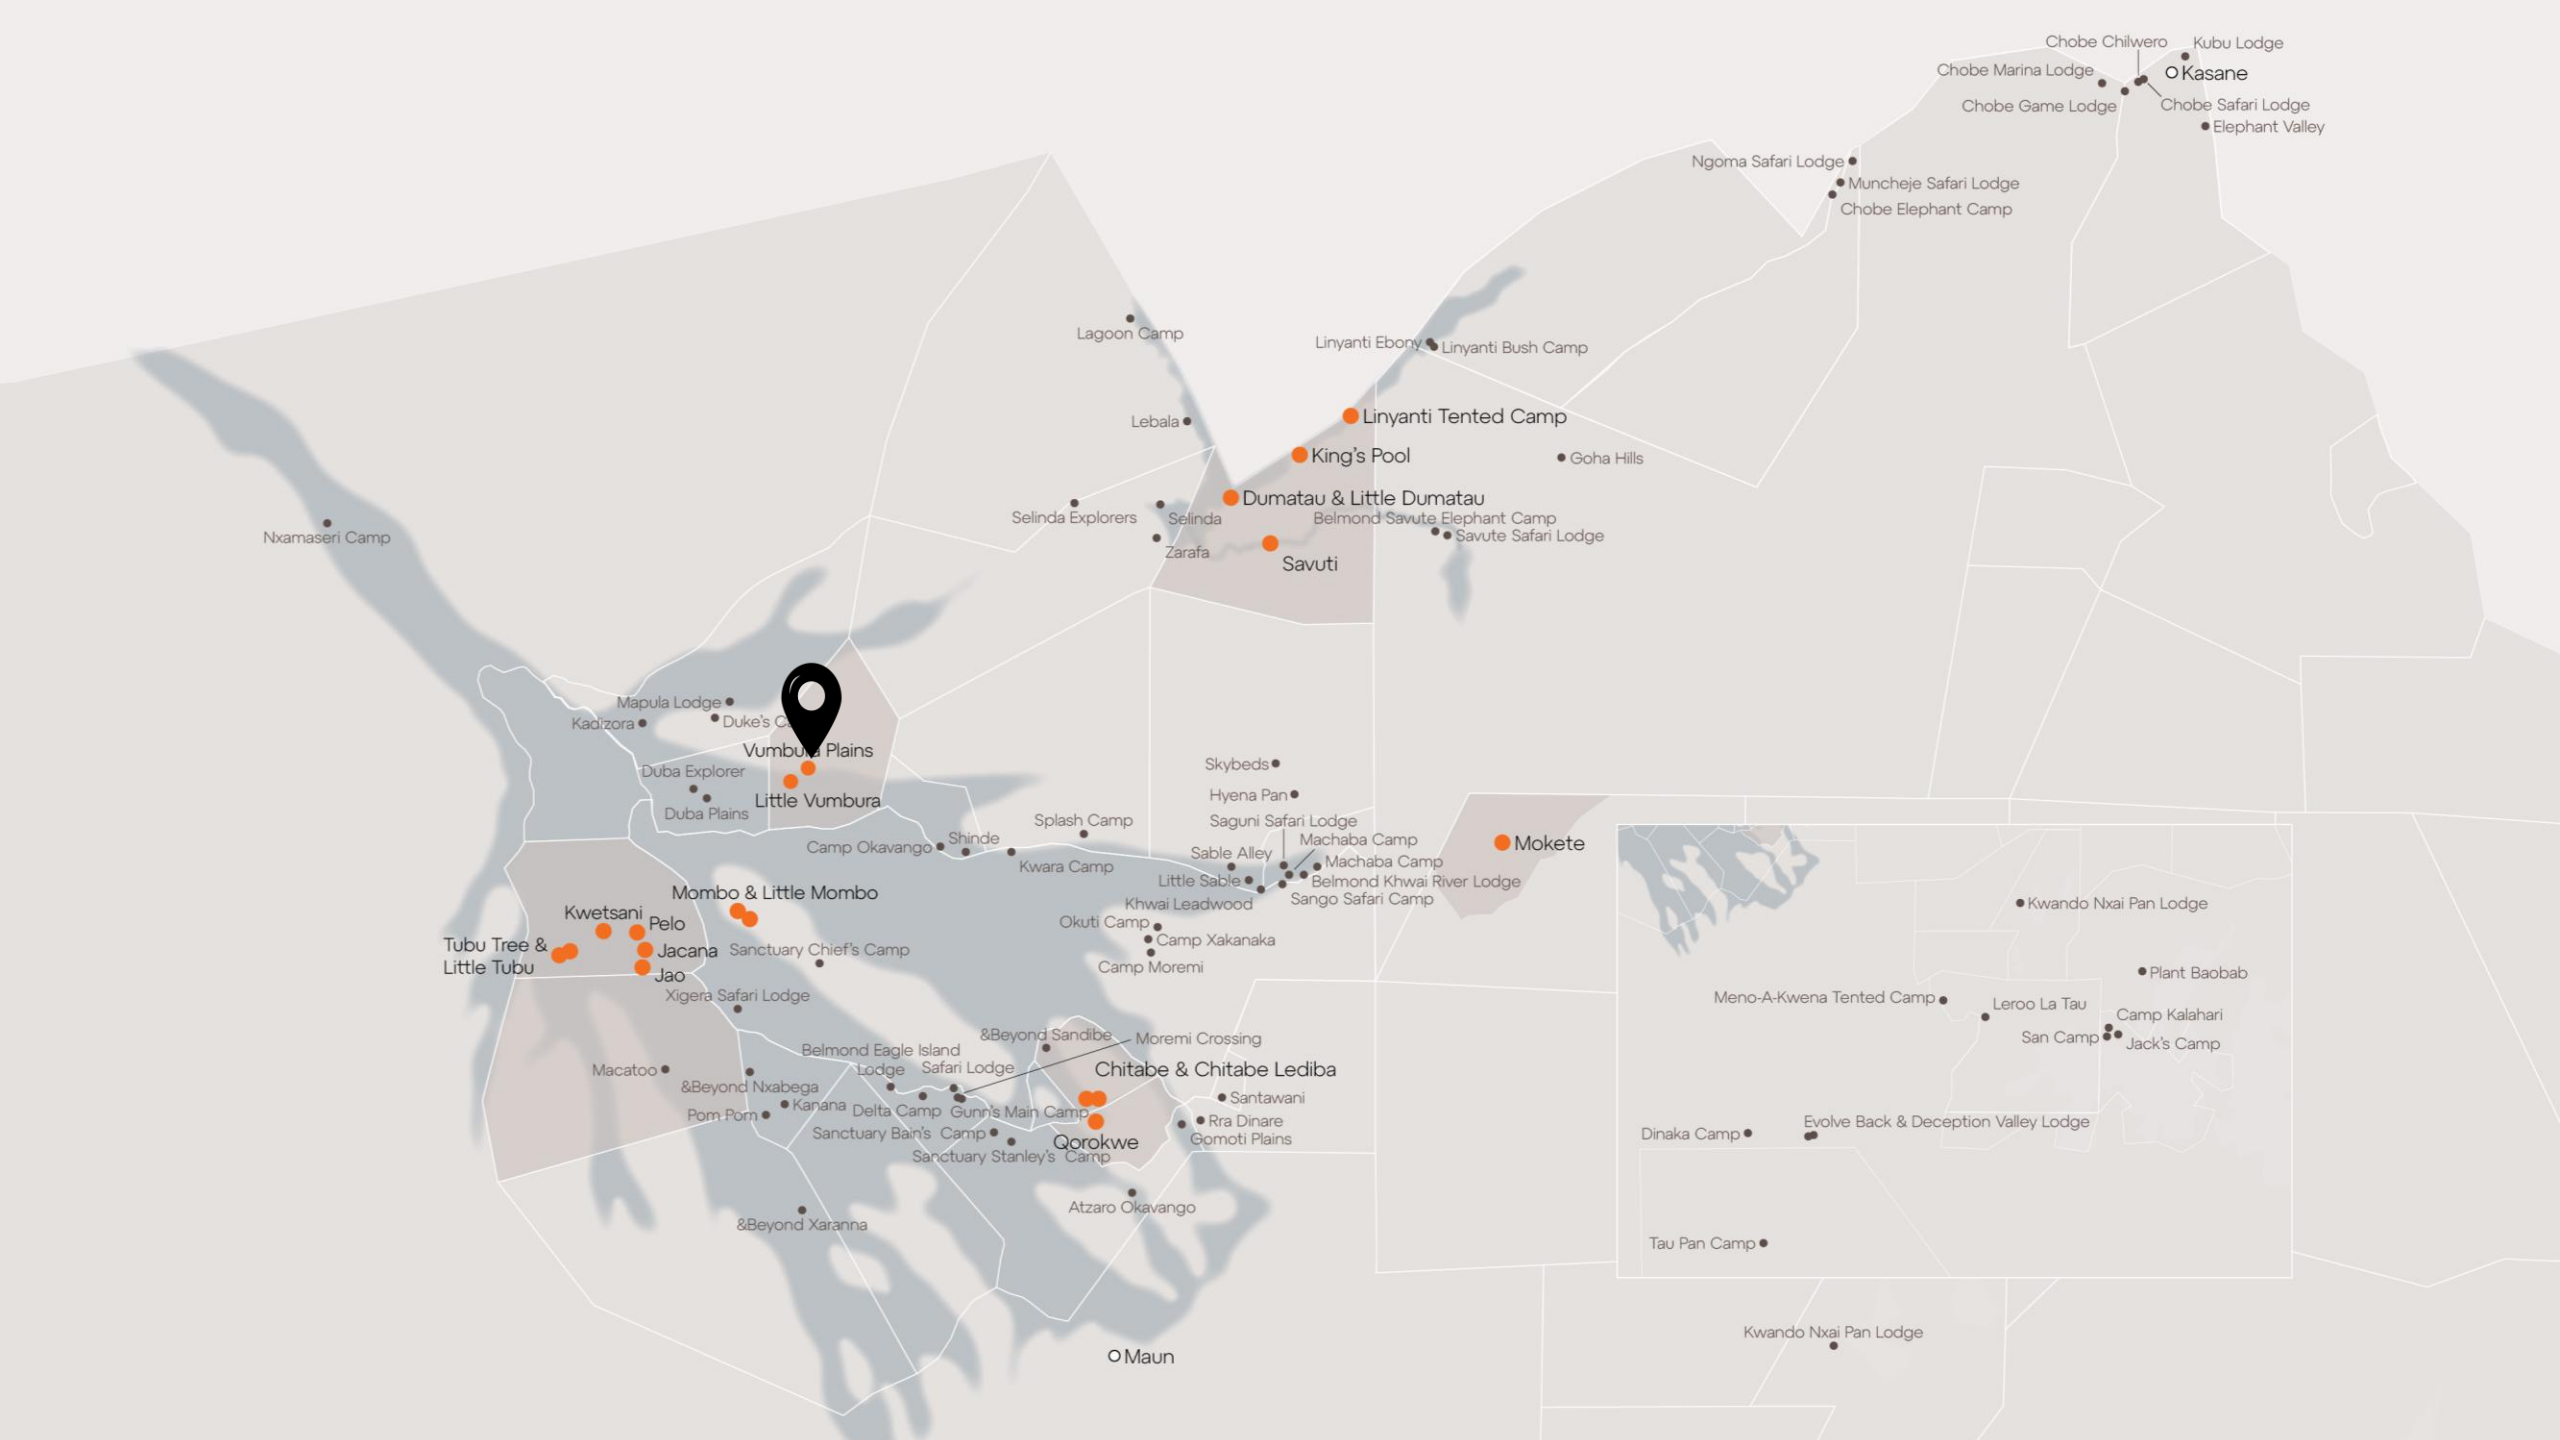 Chobe Chilwero
Kubu Lodge
Chobe Marina Lodge
Kasane
Chobe Game Lodge
Chobe Safari Lodge
Elephant Valley
Ngoma Safari Lodge
Muncheje Safari Lodge
Chobe Elephant Camp
Lagoon Camp
Linyanti Ebony
Linyanti Bush Camp
Lebala
Linyanti Tented Camp
King's Pool
Goha Hills
Dumatau & Little Dumatau
Selinda Explorers
Selinda
Belmond Savute Elephant Camp
Savute Safari Lodge
Nxamaseri Camp
Zarafa
Savuti
Mapula Lodge
Kadizora
Duke's
Vumbura Plains
Duba Explorer
Little Vumbura
Duba Plains
Skybeds
Hyena Pan
Splash Camp
Saguni Safari Lodge
Shinde
Machaba Camp
Camp Okavango
Mokete
Sable Alley
Machaba Camp
Kwara Camp
Little Sable
Belmond Khwai River Lodge
Mombo & Little Mombo
Sango Safari Camp
Khwai Leadwood
Kwetsani
Pelo
Okuti Camp
Camp Xakanaka
Tubu Tree &
Little Tubu
Jacana
Sanctuary Chief's Camp
Camp Moremi
Jao
Xigera Safari Lodge
&Beyond Sandibe
Moremi Crossing
Belmond Eagle Island
Lodge
Safari Lodge
Chitabe & Chitabe Lediba
Macatoo
&Beyond Nxabega
Santawani
Kanana
Pom Pom
Delta Camp
Gunn's Main Camp
Rra Dinare
Sanctuary Bain's Camp
Qorokwe
Gomoti Plains
Sanctuary Stanley's Camp
Atzaro Okavango
&Beyond Xaranna
Maun
Kwando Nxai Pan Lodge
Plant Baobab
Meno-A-Kwena Tented Camp
Leroo La Tau
Camp Kalahari
San Camp
Jack's Camp
Evolve Back & Deception Valley Lodge
Dinaka Camp
Tau Pan Camp
Kwando Nxai Pan Lodge